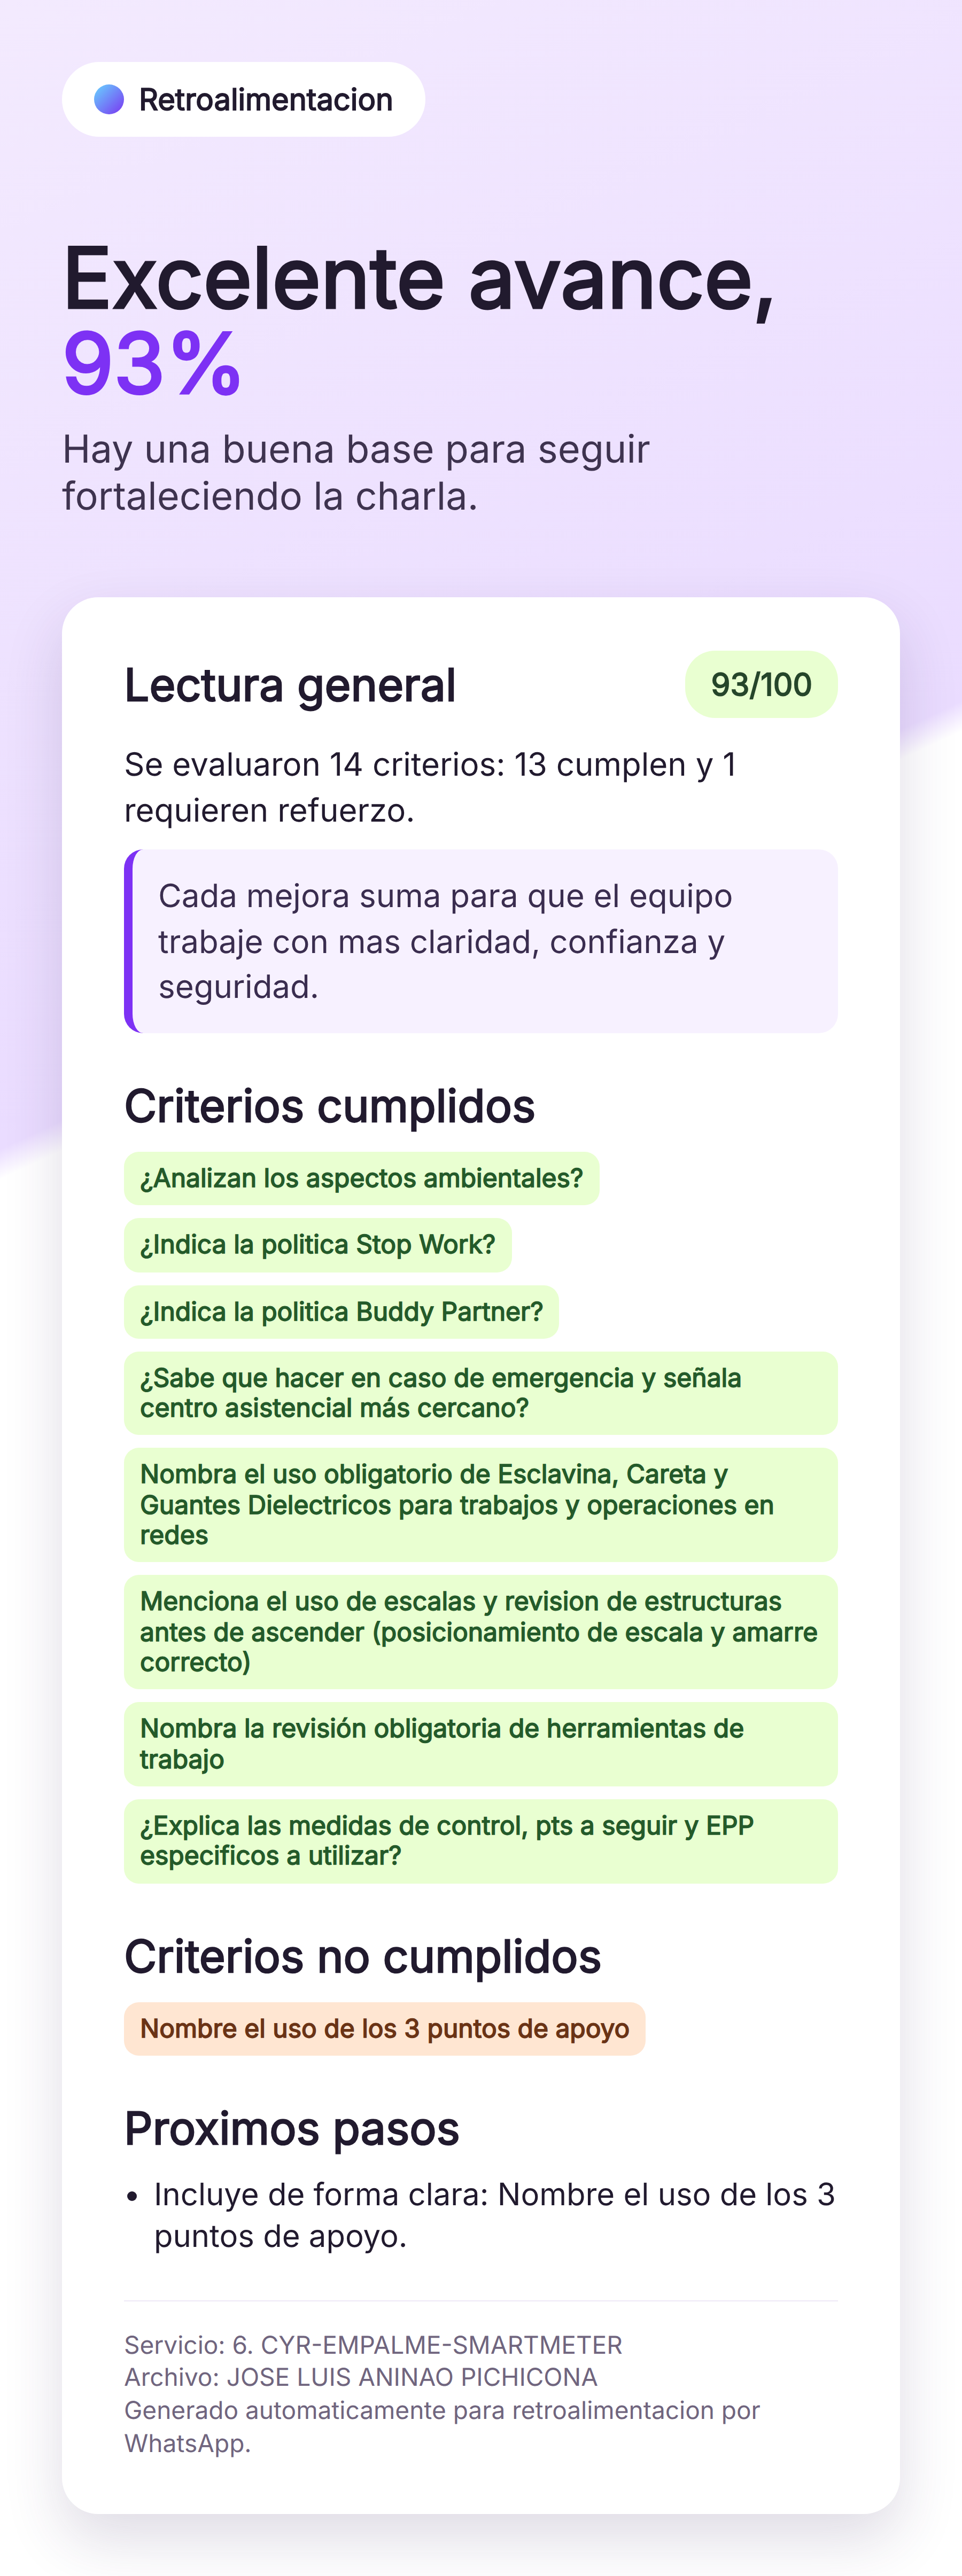 Retroalimentacion
Excelente avance,
93%
Hay una buena base para seguir
fortaleciendo la charla.
Lectura general
93/100
Se evaluaron 14 criterios: 13 cumplen y 1
requieren refuerzo.
Cada mejora suma para que el equipo
trabaje con mas claridad, confianza y
seguridad.
Criterios cumplidos
¿Analizan los aspectos ambientales?
¿Indica la politica Stop Work?
¿Indica la politica Buddy Partner?
¿Sabe que hacer en caso de emergencia y señala
centro asistencial más cercano?
Nombra el uso obligatorio de Esclavina, Careta y
Guantes Dielectricos para trabajos y operaciones en
redes
Menciona el uso de escalas y revision de estructuras
antes de ascender (posicionamiento de escala y amarre
correcto)
Nombra la revisión obligatoria de herramientas de
trabajo
¿Explica las medidas de control, pts a seguir y EPP
especificos a utilizar?
Criterios no cumplidos
Nombre el uso de los 3 puntos de apoyo
Proximos pasos
• Incluye de forma clara: Nombre el uso de los 3
puntos de apoyo.
Servicio: 6. CYR-EMPALME-SMARTMETER
Archivo: JOSE LUIS ANINAO PICHICONA
Generado automaticamente para retroalimentacion por
WhatsApp.